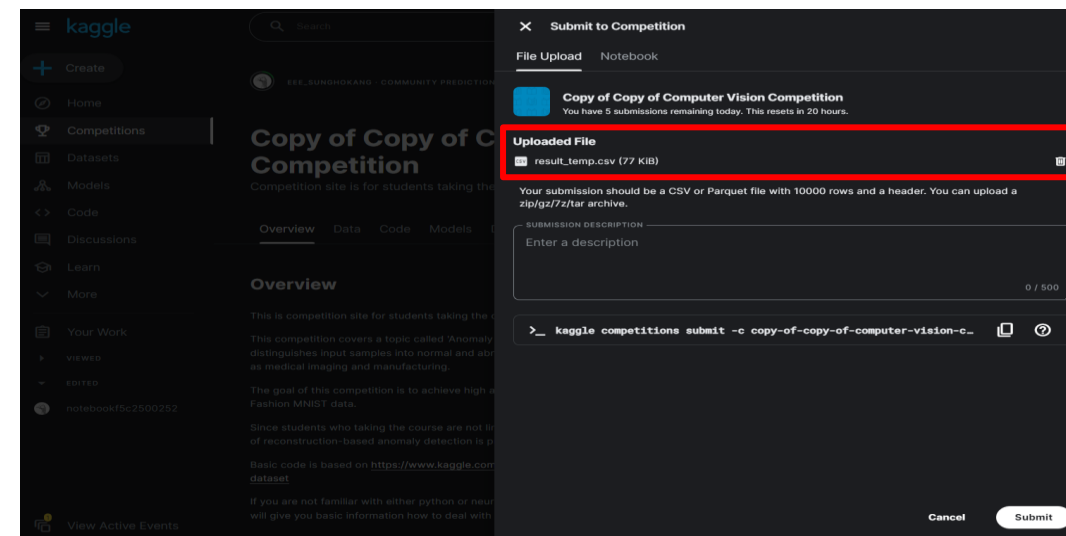 kaggle
Search
Create
Home
Competitions
Datasets
Models
<> Code
Discussions
Learn
More
Your Work
VIEWED
EDITED
notebookf5c2500252
View Active Events
EEE_SUNGHOKANG · COMMUNITY PREDICTION
Copy of Copy of C
Competition
Competition site is for students taking the
Overview Data Code Models
Overview
This is competition site for students taking the
This competition covers a topic called 'Anomaly
distinguishes input samples into normal and abn
as medical imaging and manufacturing.
The goal of this competition is to achieve high a
Fashion MNIST data.
Since students who taking the course are not
of reconstruction-based anomaly detection is p
Basic code is based on https://www.kaggle.com
dataset
If you are not familiar with either python or neur
will give you basic information how to deal with
Submit to Competition
File Upload Notebook
Copy of Copy of Computer Vision Competition
You have 5 submissions remaining today. This resets in 20 hours.
Uploaded File
CSV result_temp.csv (77 KiB)
Your submission should be a CSV or Parquet file with 10000 rows and a header. You can upload a
zip/gz/7z/tar archive.
SUBMISSION DESCRIPTION
Enter a description
0 / 500
>_ kaggle competitions submit -c copy-of-copy-of-computer-vision-c…
Cancel Submit